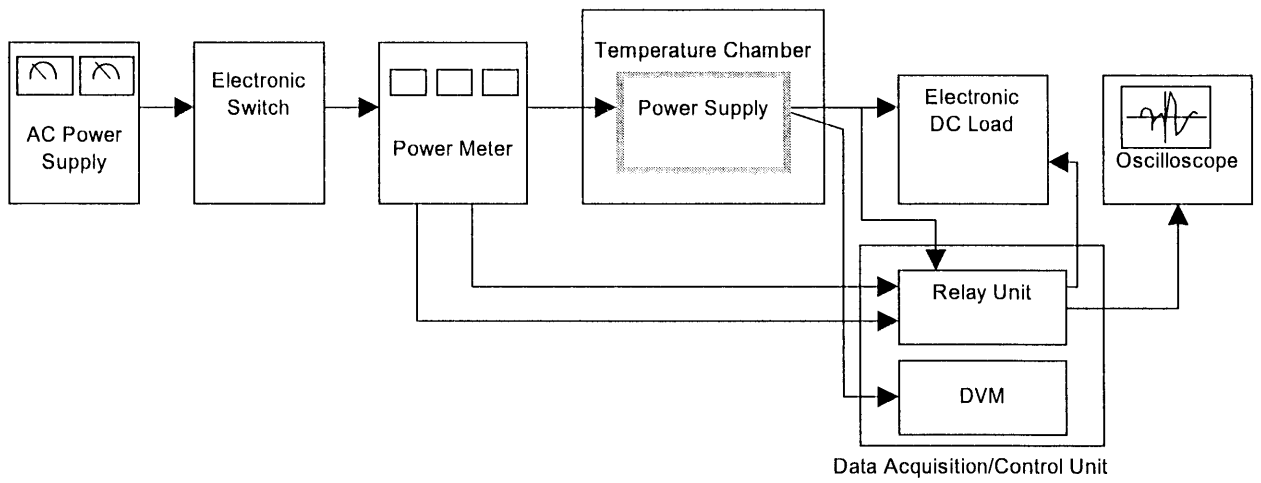 AC Power
Supply
Electronic
Switch
Power Meter
Temperature Chamber
Power Supply
Electronic
DC Load
Oscilloscope
Relay Unit
DVM
Data Acquisition/Control Unit